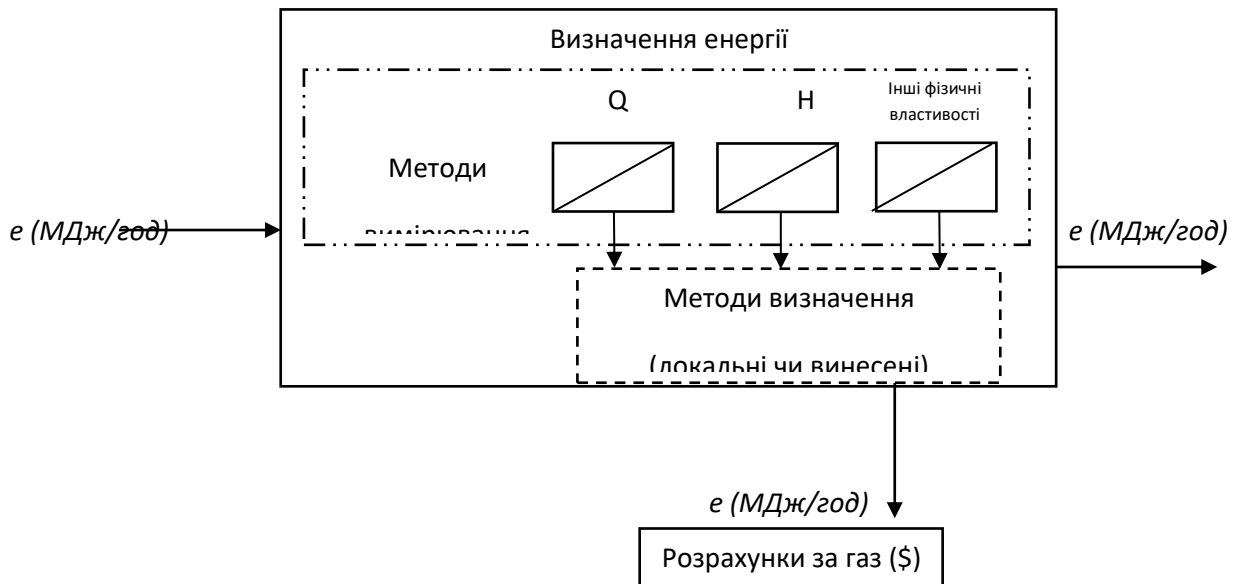 Визначення енергії
Q
H
Інші фізичні
властивості
Методи
вимірювання
e (МДж/год)
e (МДж/год)
Методи визначення
(локальні чи винесені)
e (МДж/год)
Розрахунки за газ ($)